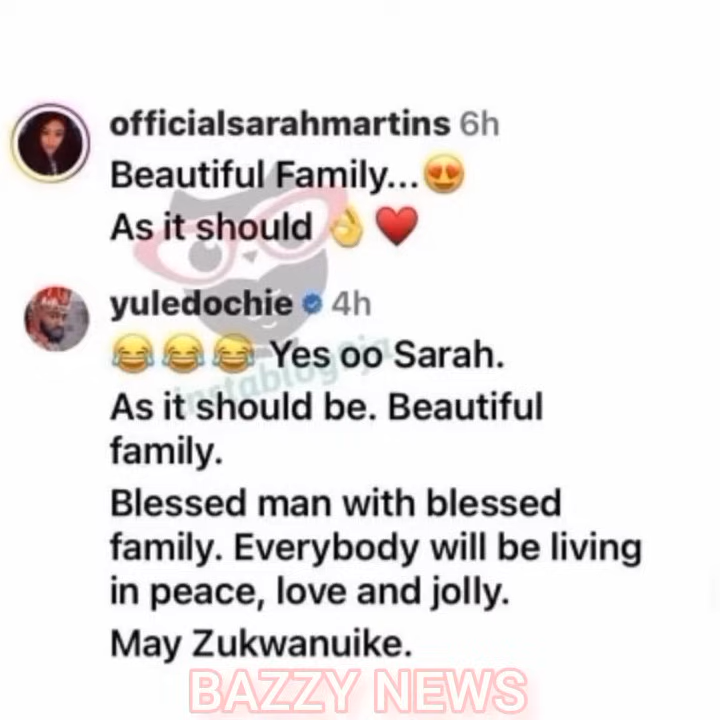 officialsarahmartins 6h
Beautiful Family...😍
As it should 👌❤️
yuledochie 4h
😂😂😂 Yes oo Sarah.
As it should be. Beautiful
family.
Blessed man with blessed
family. Everybody will be living
in peace, love and jolly.
May Zukwanuike.
instablog9ja
BAZZY NEWS